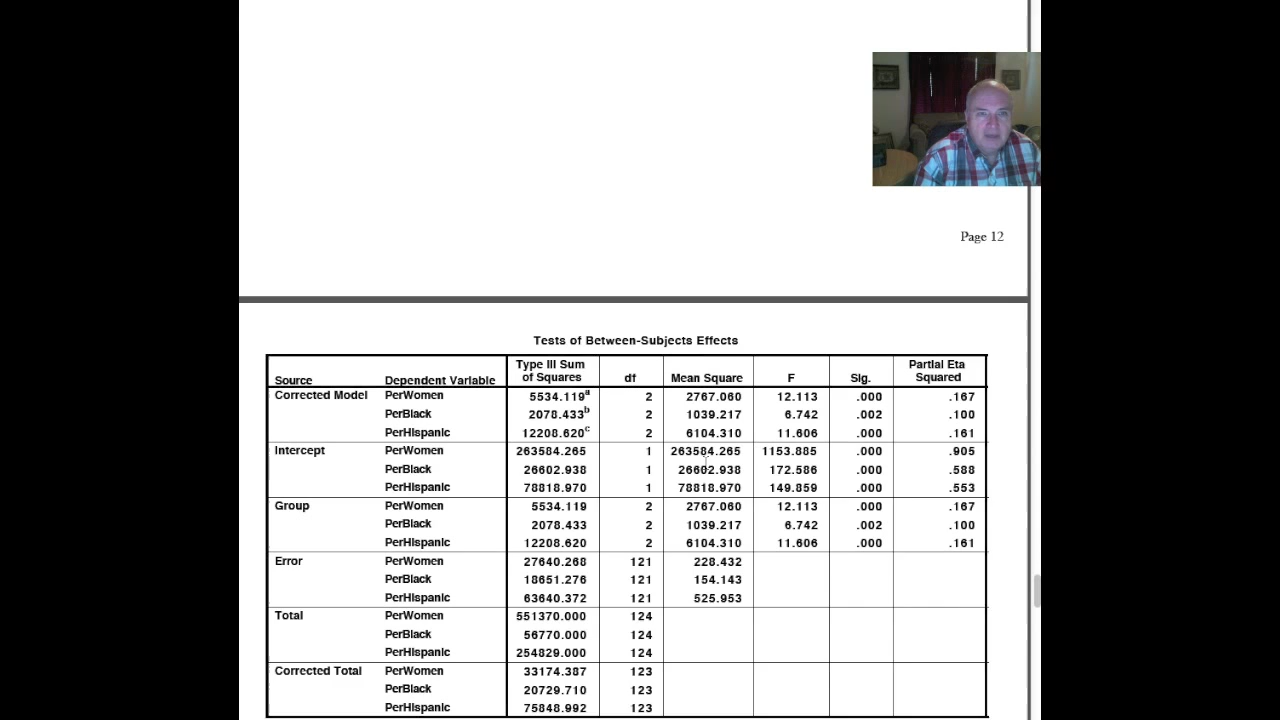 Page 12
Tests of Between-Subjects Effects
Source Dependent Variable Type III Sum of Squares df Mean Square F Sig. Partial Eta Squared
Corrected Model PerWomen 5534.119a 2 2767.060 12.113 .000 .167
PerBlack 2078.433b 2 1039.217 6.742 .002 .100
PerHispanic 12208.620c 2 6104.310 11.606 .000 .161
Intercept PerWomen 263584.265 1 263584.265 1153.885 .000 .905
PerBlack 26602.938 1 26602.938 172.586 .000 .588
PerHispanic 78818.970 1 78818.970 149.859 .000 .553
Group PerWomen 5534.119 2 2767.060 12.113 .000 .167
PerBlack 2078.433 2 1039.217 6.742 .002 .100
PerHispanic 12208.620 2 6104.310 11.606 .000 .161
Error PerWomen 27640.268 121 228.432
PerBlack 18651.276 121 154.143
PerHispanic 63640.372 121 525.953
Total PerWomen 551370.000 124
PerBlack 56770.000 124
PerHispanic 254829.000 124
Corrected Total PerWomen 33174.387 123
PerBlack 20729.710 123
PerHispanic 75848.992 123